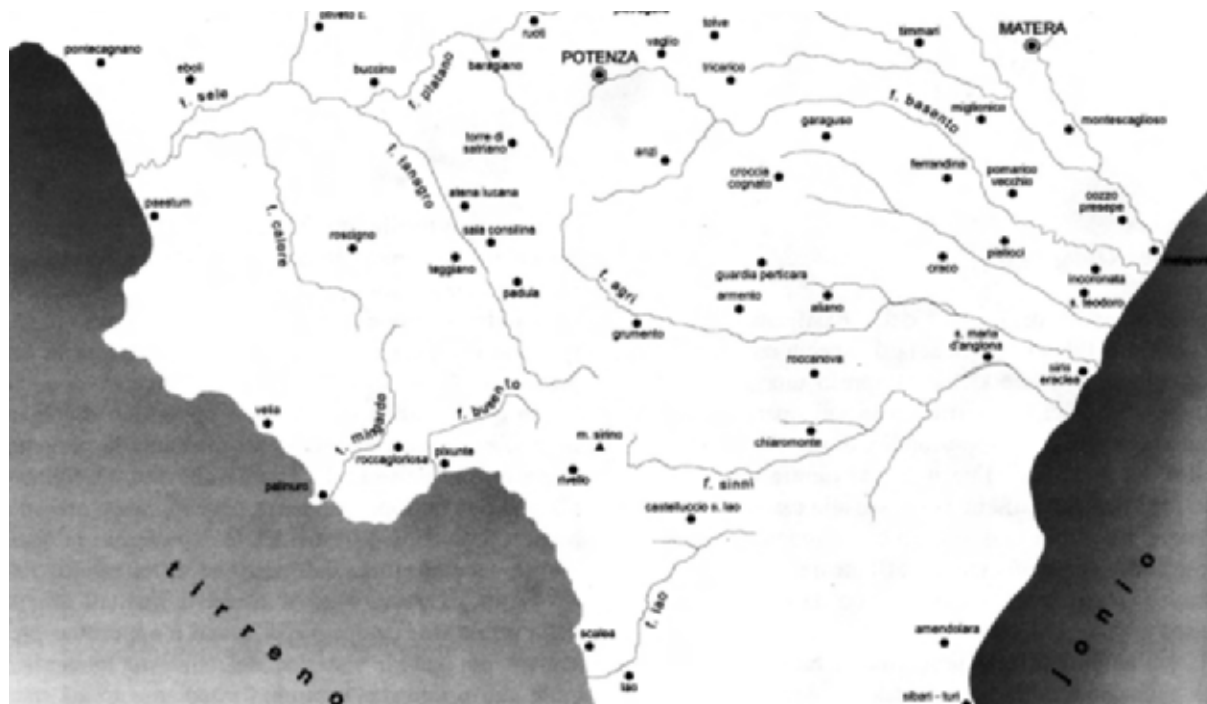 oliveto c.
ruoti
tolve
timmari
MATERA
pontecagnano
eboli
buccino
baragiano
vaglio
POTENZA
tricarico
f. sele
f. platano
f. basento
miglionico
montescaglioso
torre di
satriano
garaguso
anzi
f. tanagro
croccia
cognato
ferrandina
pomarico
vecchio
atena lucana
cozzo
presepe
paestum
f. calore
roscigno
sala consilina
teggiano
padula
f. agri
guardia perticara
armento
aliano
craco
pisticci
incoronata
s. teodoro
grumento
s. maria
d'anglona
roccanova
siris
eraclea
velia
f. mingardo
f. busento
roccagloriosa
pixunte
m. sirino
rivello
chiaromonte
palinuro
f. sinni
castelluccio s. lao
tirreno
f. lao
scalea
lao
amendolara
sibari - turi
Jonio